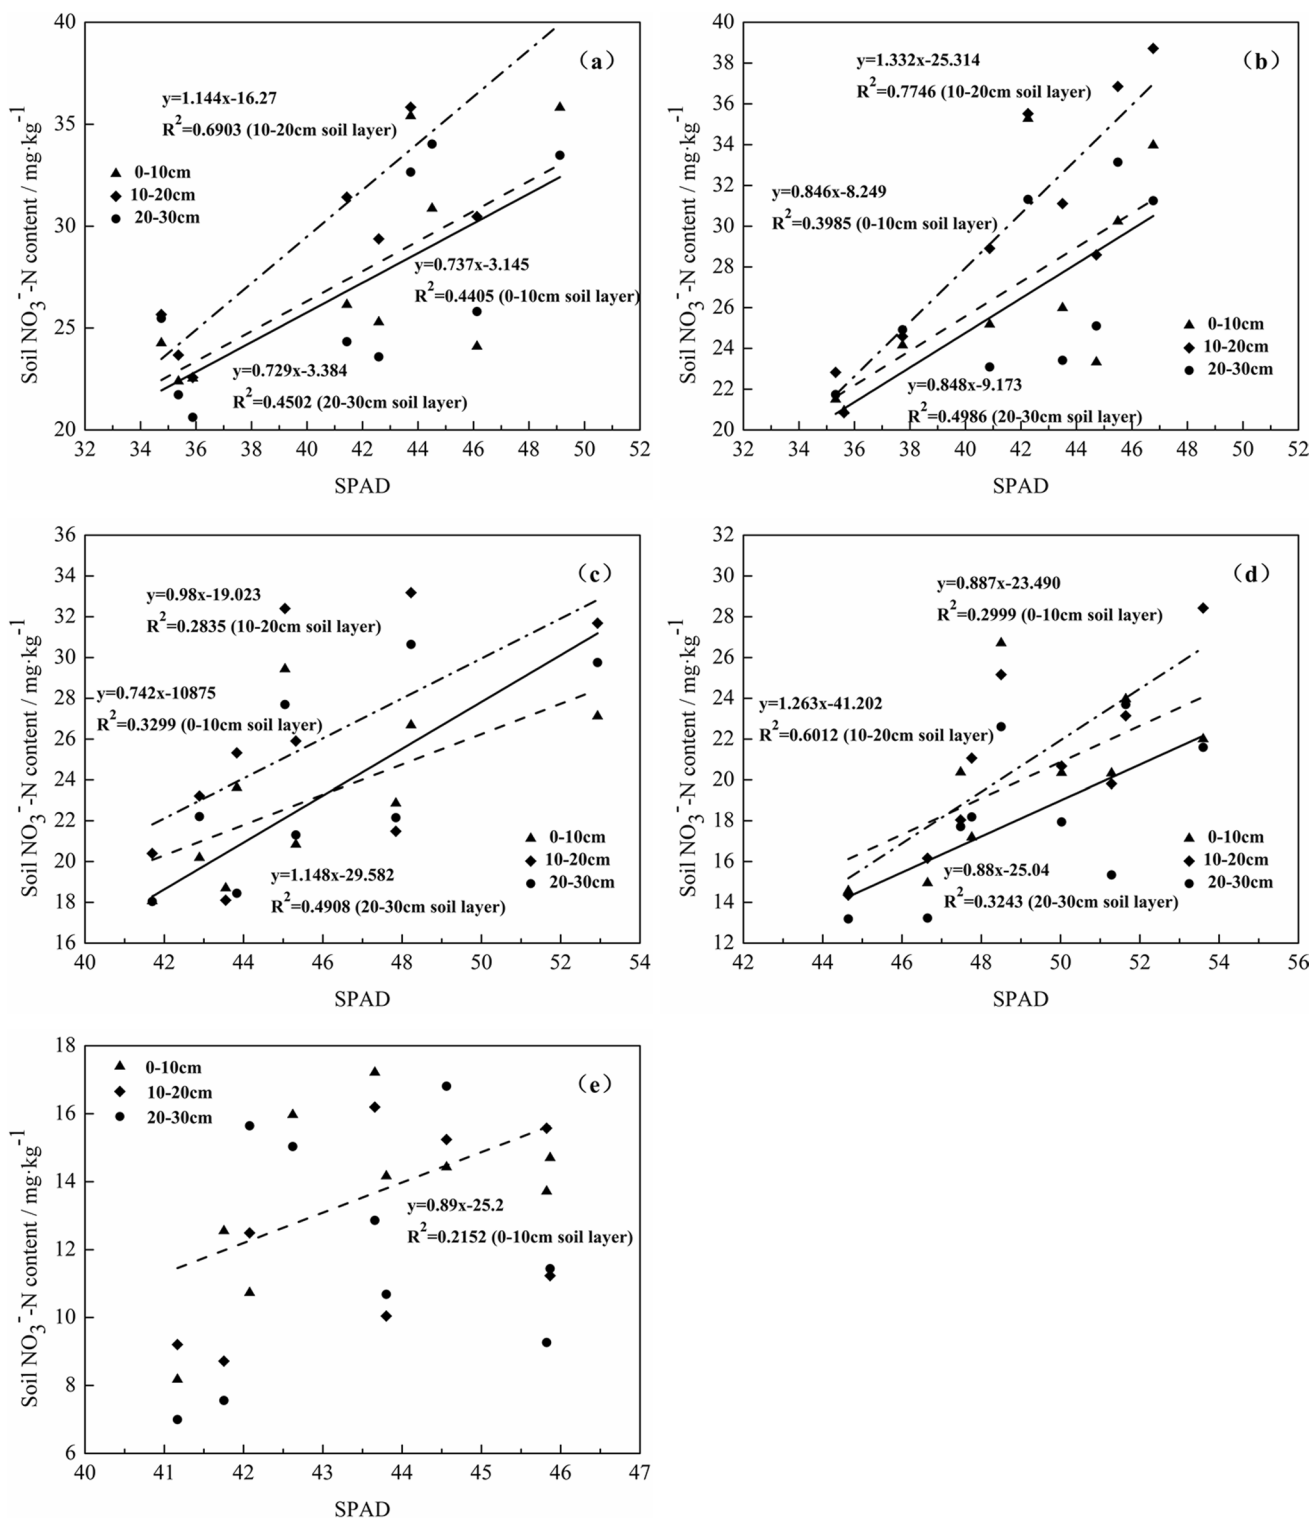 (a)
y=1.144x-16.27
R²=0.6903 (10-20cm soil layer)
0-10cm
10-20cm
20-30cm
y=0.737x-3.145
R²=0.4405 (0-10cm soil layer)
y=0.729x-3.384
R²=0.4502 (20-30cm soil layer)
40
35
30
25
20
32 34 36 38 40 42 44 46 48 50 52
Soil NO₃⁻-N content / mg·kg⁻¹
SPAD
(b)
y=1.332x-25.314
R²=0.7746 (10-20cm soil layer)
y=0.846x-8.249
R²=0.3985 (0-10cm soil layer)
0-10cm
10-20cm
20-30cm
y=0.848x-9.173
R²=0.4986 (20-30cm soil layer)
40
38
36
34
32
30
28
26
24
22
20
32 34 36 38 40 42 44 46 48 50 52
Soil NO₃⁻-N content / mg·kg⁻¹
SPAD
(c)
y=0.98x-19.023
R²=0.2835 (10-20cm soil layer)
y=0.742x-10875
R²=0.3299 (0-10cm soil layer)
0-10cm
10-20cm
20-30cm
y=1.148x-29.582
R²=0.4908 (20-30cm soil layer)
36
34
32
30
28
26
24
22
20
18
16
40 42 44 46 48 50 52 54
Soil NO₃⁻-N content / mg·kg⁻¹
SPAD
(d)
y=0.887x-23.490
R²=0.2999 (0-10cm soil layer)
y=1.263x-41.202
R²=0.6012 (10-20cm soil layer)
0-10cm
10-20cm
20-30cm
y=0.88x-25.04
R²=0.3243 (20-30cm soil layer)
32
30
28
26
24
22
20
18
16
14
12
42 44 46 48 50 52 54 56
Soil NO₃⁻-N content / mg·kg⁻¹
SPAD
(e)
0-10cm
10-20cm
20-30cm
y=0.89x-25.2
R²=0.2152 (0-10cm soil layer)
18
16
14
12
10
8
6
40 41 42 43 44 45 46 47
Soil NO₃⁻-N content / mg·kg⁻¹
SPAD